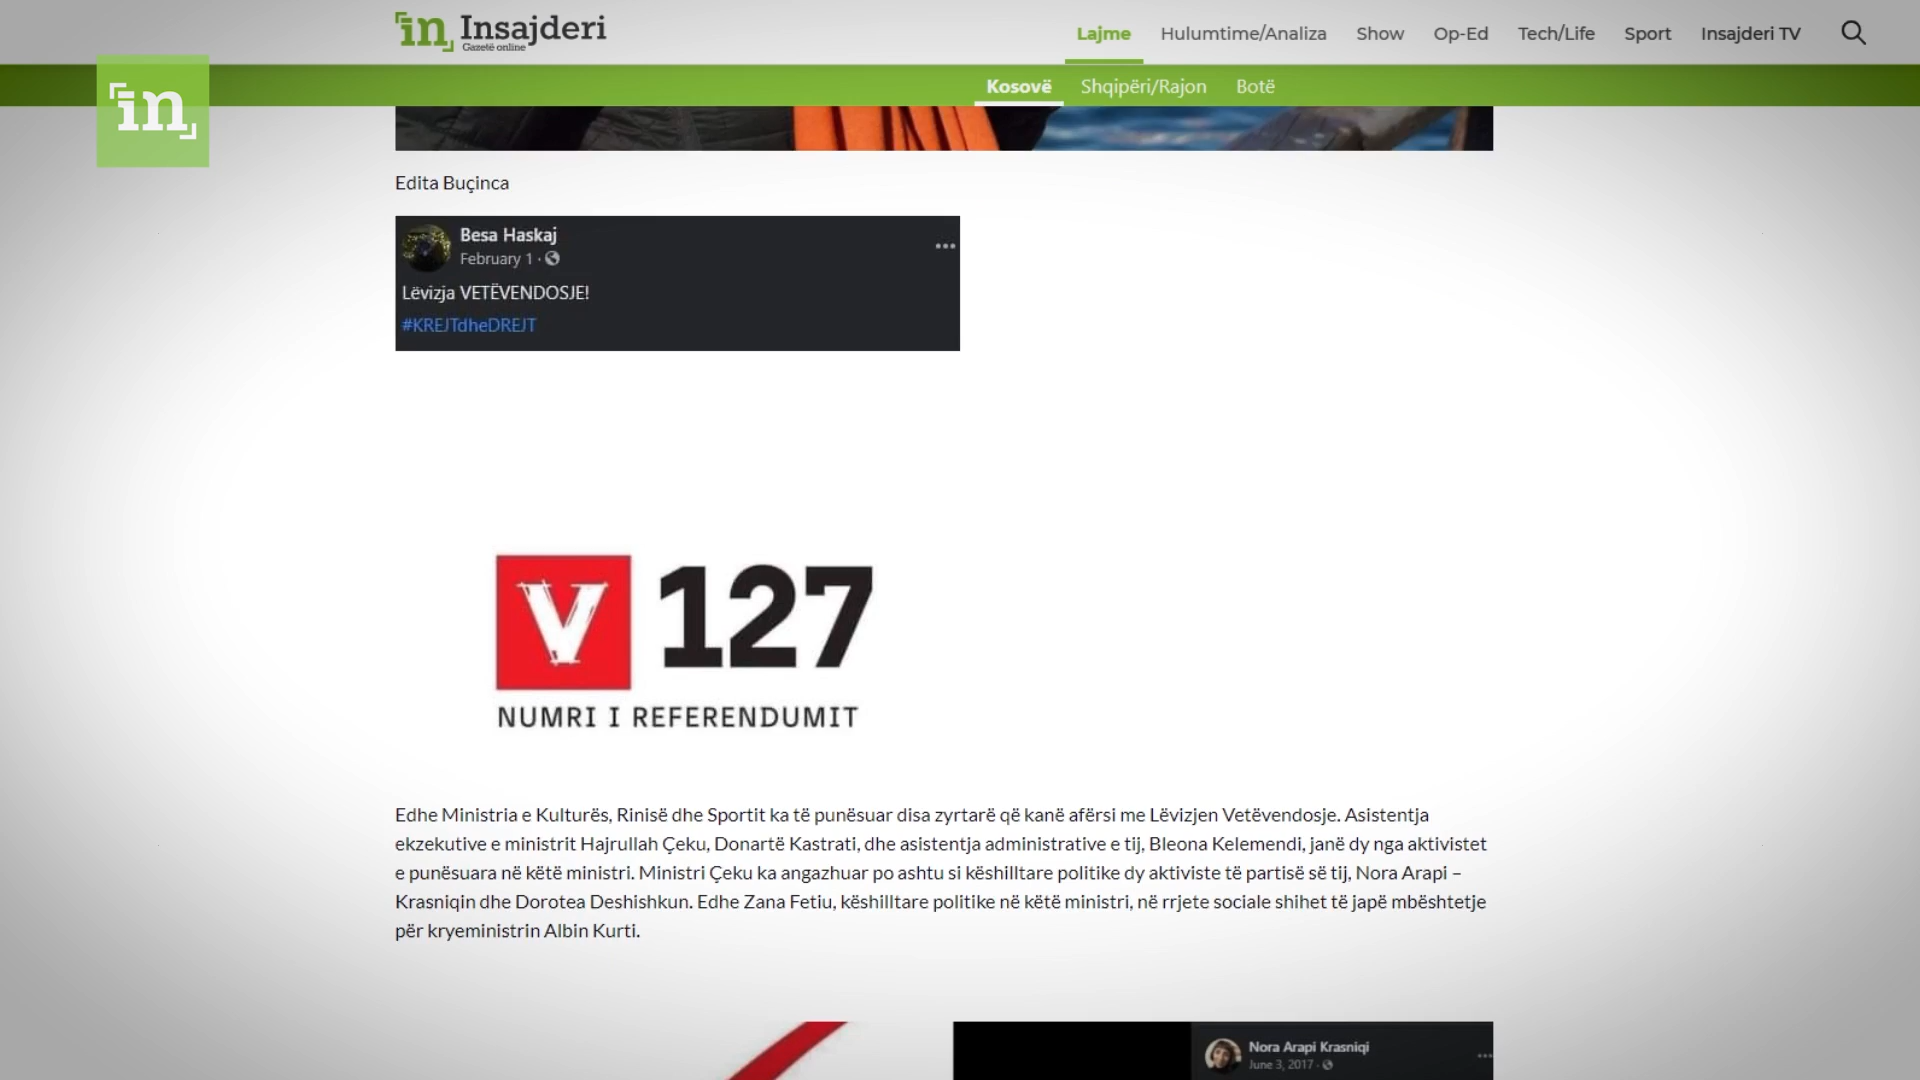 in Insajderi
Gazetë online
Lajme Hulumtime/Analiza Show Op-Ed Tech/Life Sport Insajderi TV
in
Kosovë Shqipëri/Rajon Botë
Edita Buçinca
Besa Haskaj
February 1 ·
Lëvizja VETËVENDOSJE!
#KREJTdheDREJT
V 127
NUMRI I REFERENDUMIT
Edhe Ministria e Kulturës, Rinisë dhe Sportit ka të punësuar disa zyrtarë që kanë afërsi me Lëvizjen Vetëvendosje. Asistentja
ekzekutive e ministrit Hajrullah Çeku, Donartë Kastrati, dhe asistentja administrative e tij, Bleona Kelemendi, janë dy nga aktivistet
e punësuara në këtë ministri. Ministri Çeku ka angazhuar po ashtu si këshilltare politike dy aktiviste të partisë së tij, Nora Arapi –
Krasniqin dhe Dorotea Deshishkun. Edhe Zana Fetiu, këshilltare politike në këtë ministri, në rrjete sociale shihet të japë mbështetje
për kryeministrin Albin Kurti.
Nora Arapi Krasniqi
June 3, 2017 ·